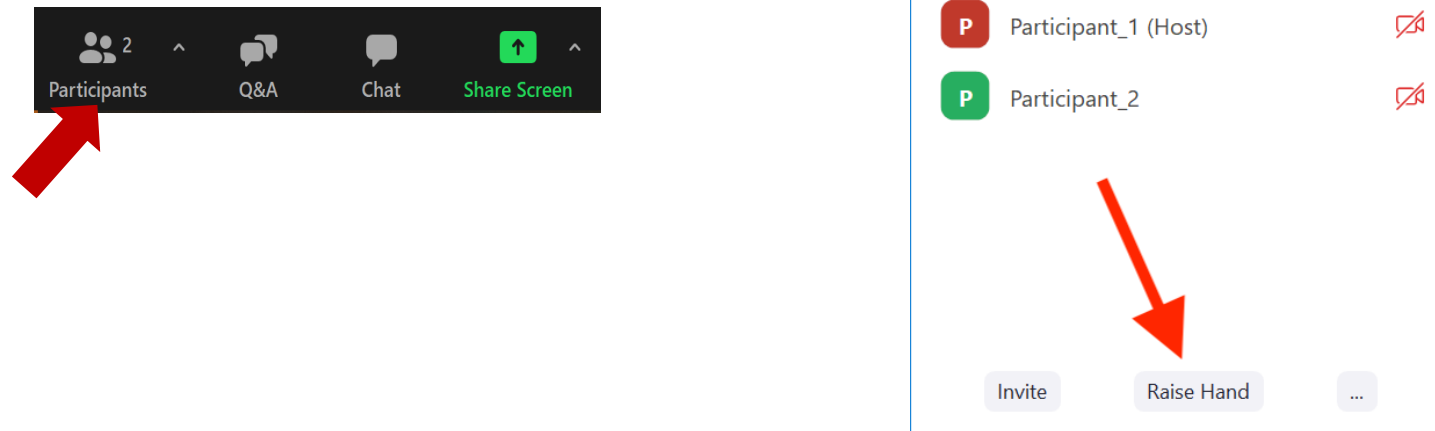 2
Participants
Q&A
Chat
Share Screen
P
Participant_1 (Host)
P
Participant_2
Invite
Raise Hand
...